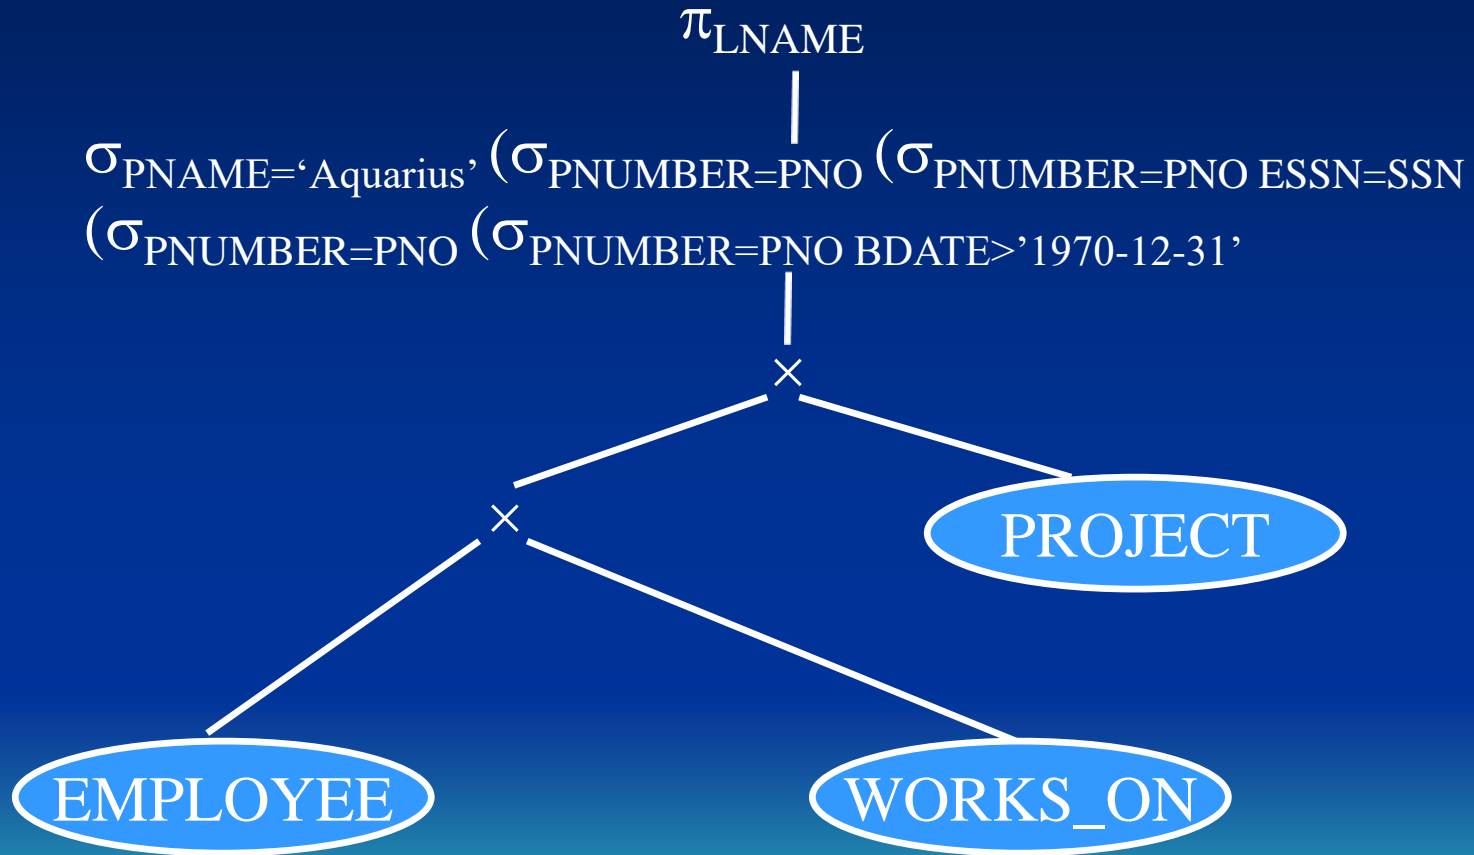 πLNAME
σPNAME=‘Aquarius’ (σPNUMBER=PNO (σPNUMBER=PNO ESSN=SSN
(σPNUMBER=PNO (σPNUMBER=PNO BDATE>’1970-12-31’
×
×
PROJECT
EMPLOYEE WORKS_ON